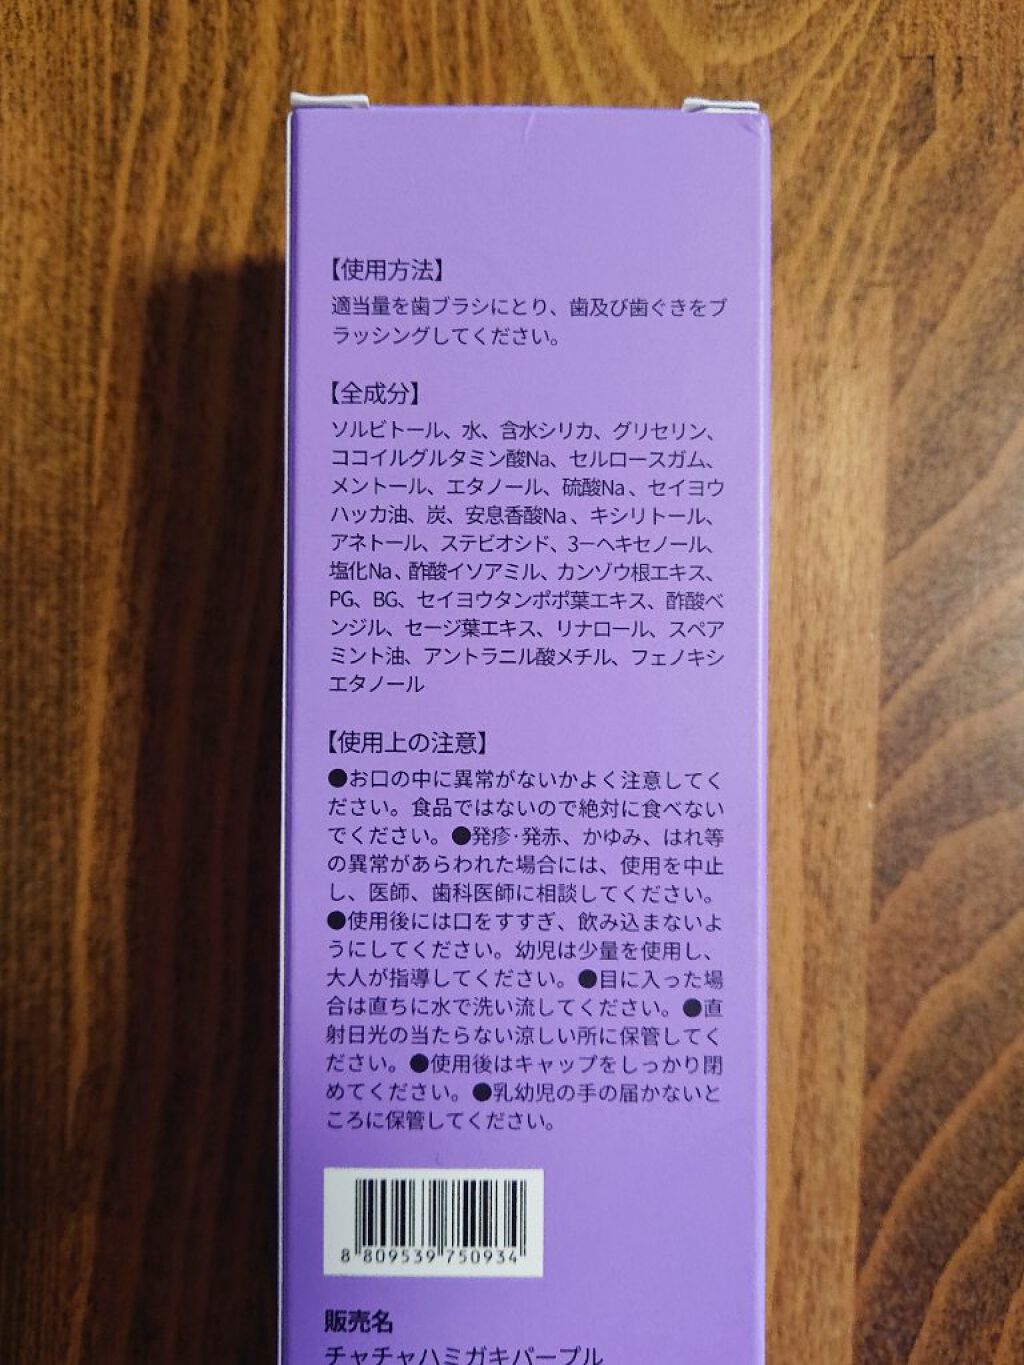 【使用方法】
適当量を歯ブラシにとり、歯及び歯ぐきをブ
ラッシングしてください。
【全成分】
ソルビトール、水、含水シリカ、グリセリン、
ココイルグルタミン酸Na、セルロースガム、
メントール、エタノール、硫酸Na、セイヨウ
ハッカ油、炭、安息香酸Na、キシリトール、
アネトール、ステビオシド、3ーヘキセノール、
塩化Na、酢酸イソアミル、カンゾウ根エキス、
PG、BG、セイヨウタンポポ葉エキス、酢酸ベ
ンジル、セージ葉エキス、リナロール、スペア
ミント油、アントラニル酸メチル、フェノキシ
エタノール
【使用上の注意】
●お口の中に異常がないかよく注意してく
ださい。食品ではないので絶対に食べない
でください。●発疹・発赤、かゆみ、はれ等
の異常があらわれた場合には、使用を中止
し、医師、歯科医師に相談してください。
●使用後には口をすすぎ、飲み込まないよ
うにしてください。幼児は少量を使用し、
大人が指導してください。●目に入った場
合は直ちに水で洗い流してください。●直
射日光の当たらない涼しい所に保管してく
ださい。●使用後はキャップをしっかり閉
めてください。●乳幼児の手の届かないと
ころに保管してください。
8 809539 750934
販売名
チャチャハミガキパープル